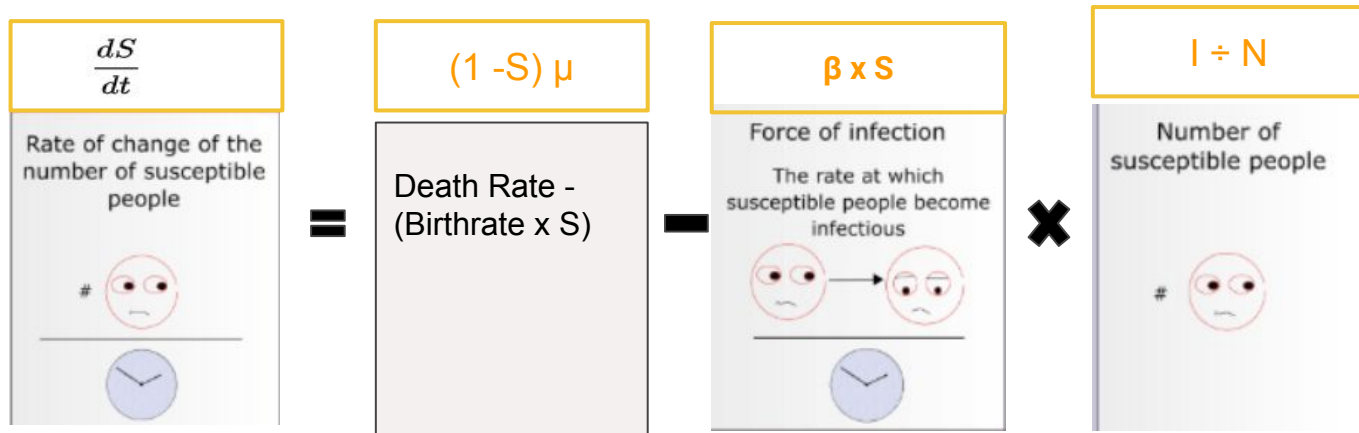 dS
dt
(1 -S) μ
β x S
I ÷ N
Rate of change of the
number of susceptible
people
#
=
Death Rate -
(Birthrate x S)
-
Force of infection
The rate at which
susceptible people become
infectious
×
Number of
susceptible people
#